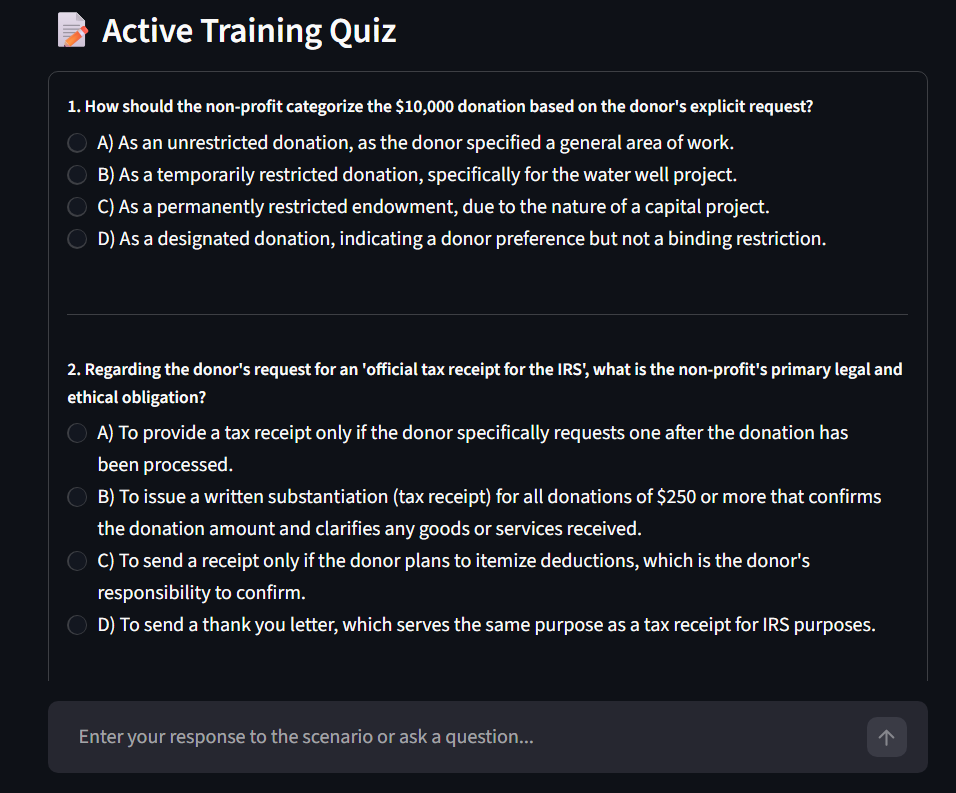 Active Training Quiz
1. How should the non-profit categorize the $10,000 donation based on the donor's explicit request?
A) As an unrestricted donation, as the donor specified a general area of work.
B) As a temporarily restricted donation, specifically for the water well project.
C) As a permanently restricted endowment, due to the nature of a capital project.
D) As a designated donation, indicating a donor preference but not a binding restriction.
2. Regarding the donor's request for an 'official tax receipt for the IRS', what is the non-profit's primary legal and
ethical obligation?
A) To provide a tax receipt only if the donor specifically requests one after the donation has
been processed.
B) To issue a written substantiation (tax receipt) for all donations of $250 or more that confirms
the donation amount and clarifies any goods or services received.
C) To send a receipt only if the donor plans to itemize deductions, which is the donor's
responsibility to confirm.
D) To send a thank you letter, which serves the same purpose as a tax receipt for IRS purposes.
Enter your response to the scenario or ask a question...